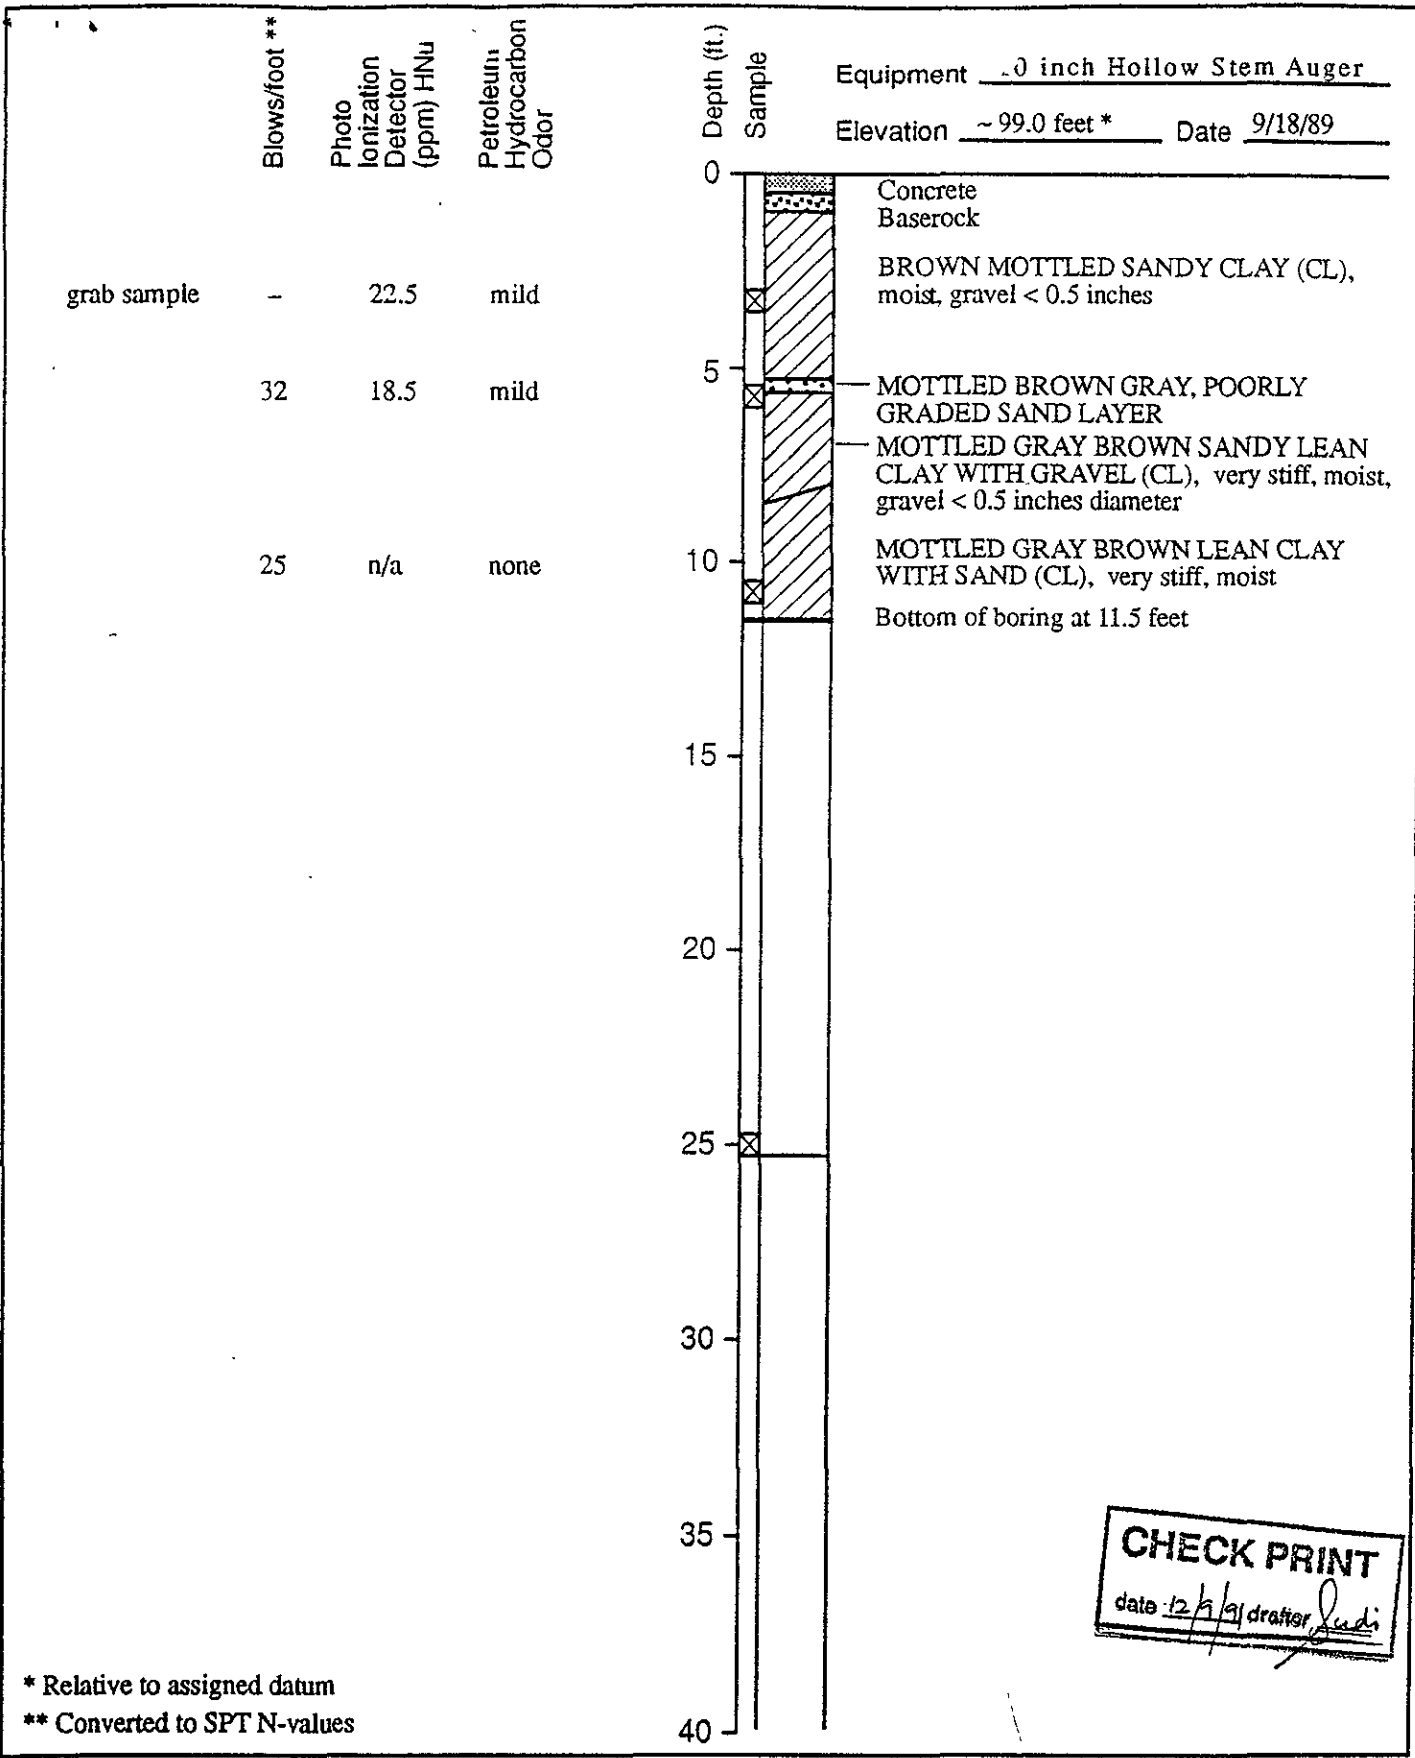 Blows/foot **
Photo
Ionization
Detector
(ppm) HNu
Petroleum
Hydrocarbon
Odor
Depth (ft.)
Sample
Equipment .0 inch Hollow Stem Auger
Elevation ~ 99.0 feet * Date 9/18/89
0
Concrete
Baserock
BROWN MOTTLED SANDY CLAY (CL),
moist, gravel < 0.5 inches
grab sample - 22.5 mild
5
32 18.5 mild
MOTTLED BROWN GRAY, POORLY
GRADED SAND LAYER
MOTTLED GRAY BROWN SANDY LEAN
CLAY WITH GRAVEL (CL), very stiff, moist,
gravel < 0.5 inches diameter
10
25 n/a none
MOTTLED GRAY BROWN LEAN CLAY
WITH SAND (CL), very stiff, moist
Bottom of boring at 11.5 feet
15
20
25
30
35
40
CHECK PRINT
date 12/9/91 drafter Judi
* Relative to assigned datum
** Converted to SPT N-values